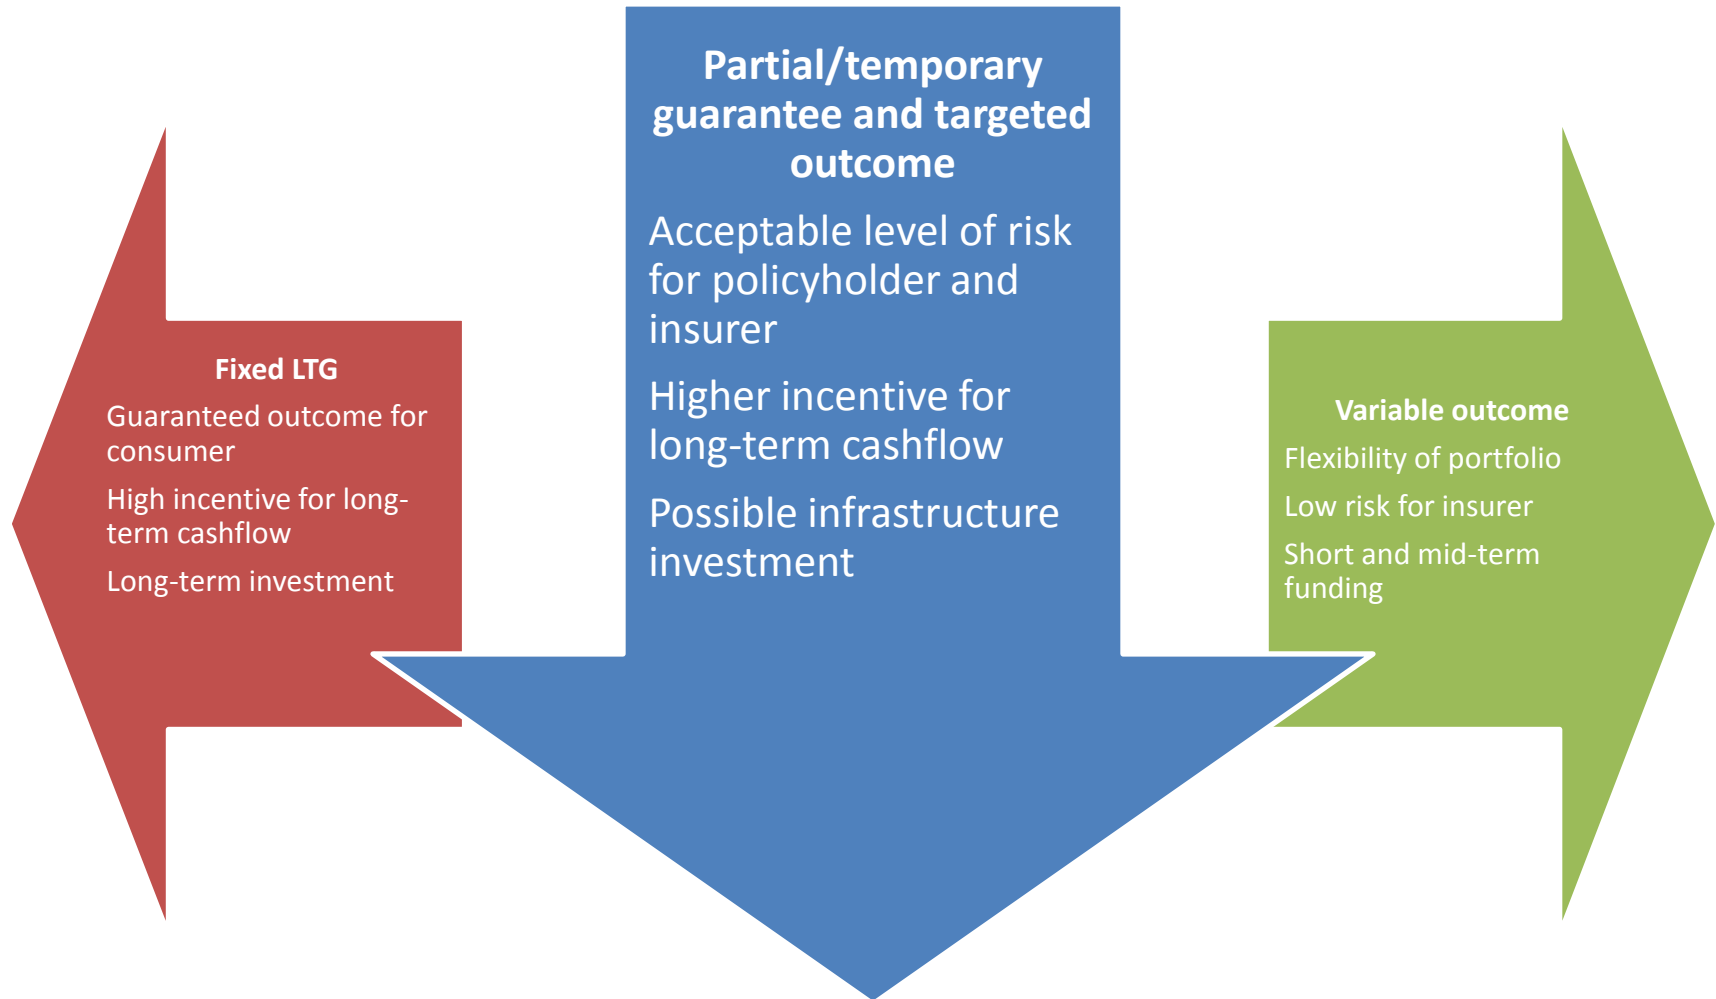 Partial/temporary
guarantee and targeted
outcome
Acceptable level of risk
for policyholder and
insurer
Higher incentive for
long-term cashflow
Possible infrastructure
investment
Fixed LTG
Guaranteed outcome for
consumer
High incentive for long-
term cashflow
Long-term investment
Variable outcome
Flexibility of portfolio
Low risk for insurer
Short and mid-term
funding